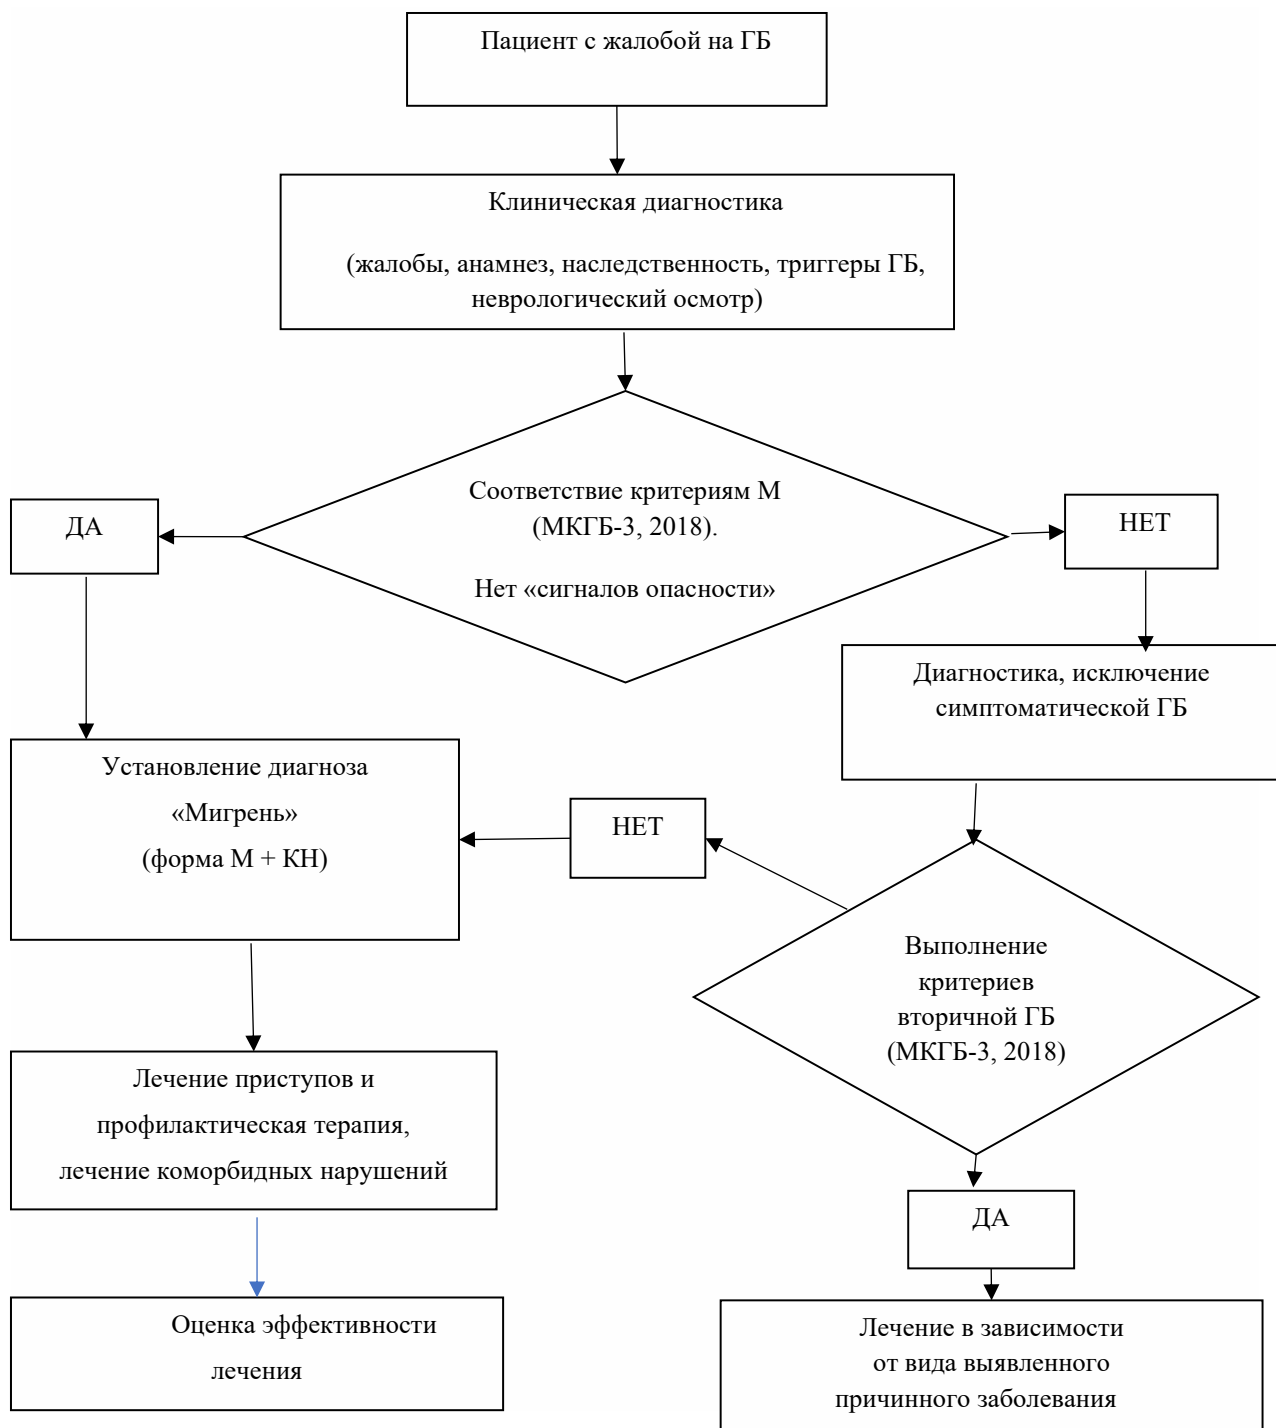 Пациент с жалобой на ГБ
Клиническая диагностика
(жалобы, анамнез, наследственность, триггеры ГБ,
неврологический осмотр)
Соответствие критериям М
(МКГБ-3, 2018).
Нет «сигналов опасности»
ДА
НЕТ
Диагностика, исключение
симптоматической ГБ
Установление диагноза
«Мигрень»
(форма М + КН)
НЕТ
Выполнение
критериев
вторичной ГБ
(МКГБ-3, 2018)
Лечение приступов и
профилактическая терапия,
лечение коморбидных нарушений
ДА
Оценка эффективности
лечения
Лечение в зависимости
от вида выявленного
причинного заболевания